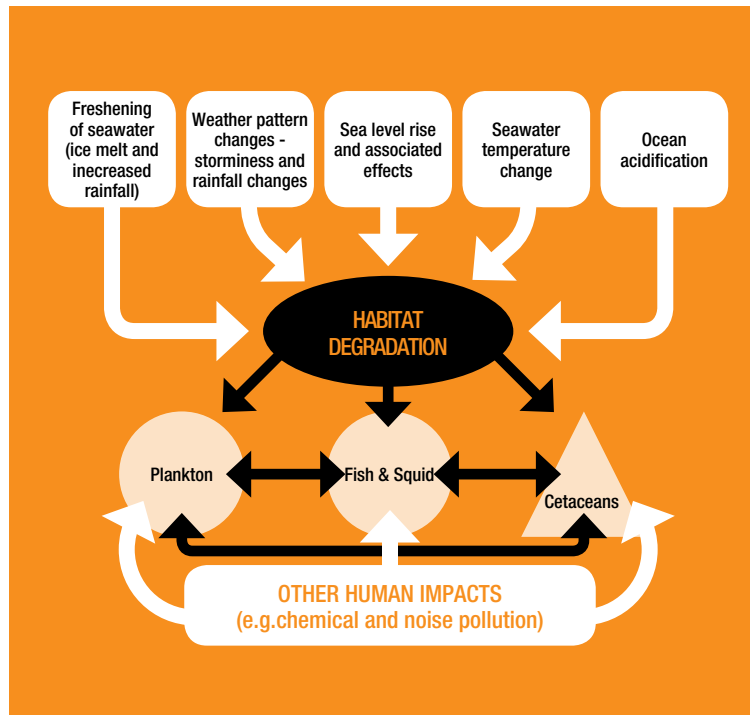 Freshening
of seawater
(ice melt and
inecreased
rainfall)
Weather pattern
changes -
storminess and
rainfall changes
Sea level rise
and associated
effects
Seawater
temperature
change
Ocean
acidification
HABITAT
DEGRADATION
Plankton
Fish & Squid
Cetaceans
OTHER HUMAN IMPACTS
(e.g.chemical and noise pollution)